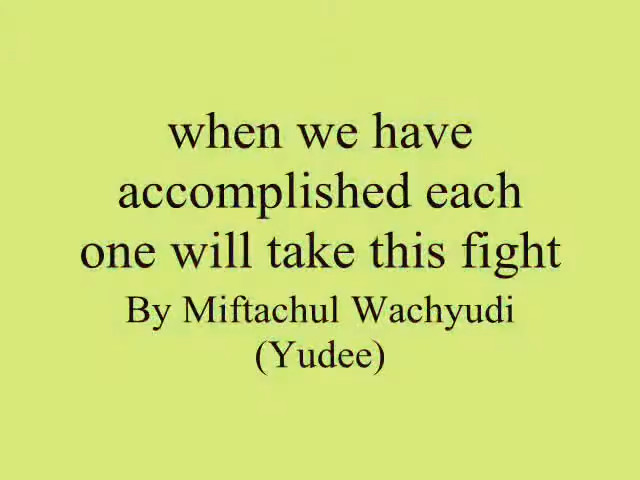 when we have
accomplished each
one will take this fight
By Miftachul Wachyudi
(Yudee)